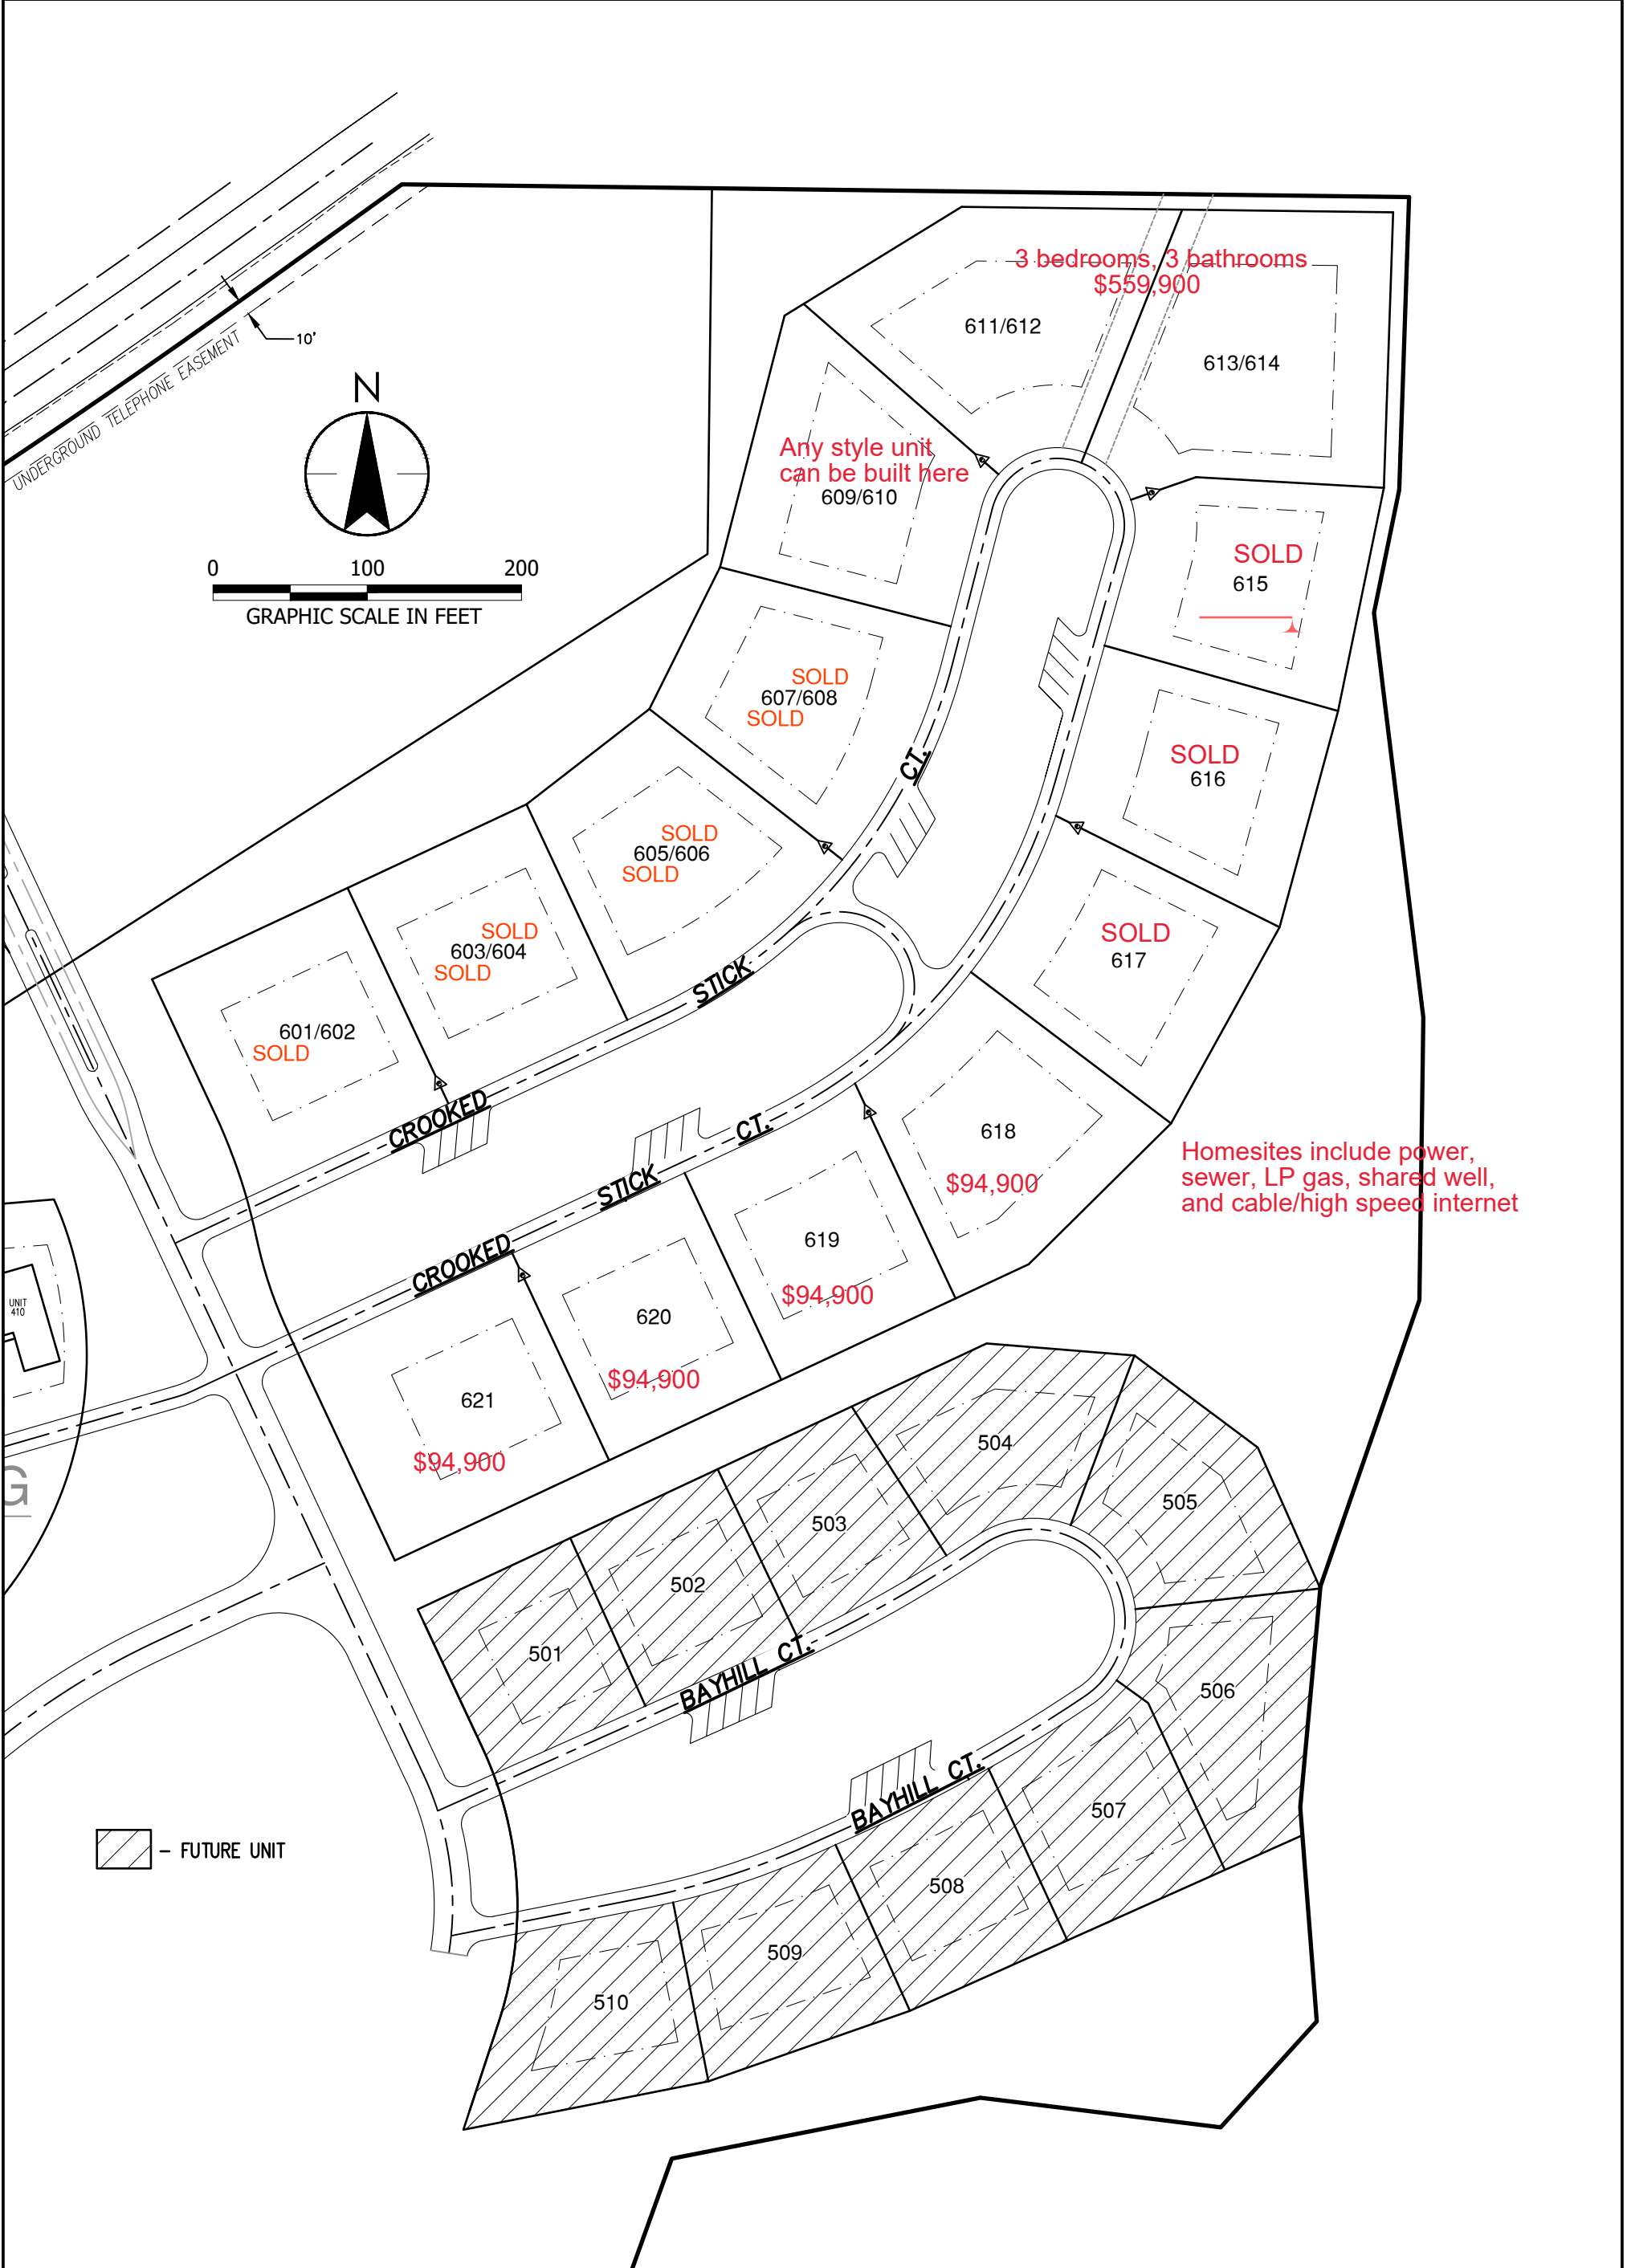 3 bedrooms, 3 bathrooms
$559,900
611/612
613/614
10'
UNDERGROUND TELEPHONE EASEMENT
N
Any style unit
can be built here
609/610
0 100 200
GRAPHIC SCALE IN FEET
SOLD
615
SOLD
607/608
SOLD
CT.
SOLD
616
SOLD
605/606
SOLD
SOLD
617
SOLD
603/604
SOLD
STICK
601/602
SOLD
CROOKED
CT.
STICK
CROOKED
618
$94,900
Homesites include power,
sewer, LP gas, shared well,
and cable/high speed internet
619
$94,900
620
$94,900
621
$94,900
UNIT
410
G
504
505
503
502
501
BAYHILL CT.
506
BAYHILL CT.
507
508
509
510
- FUTURE UNIT